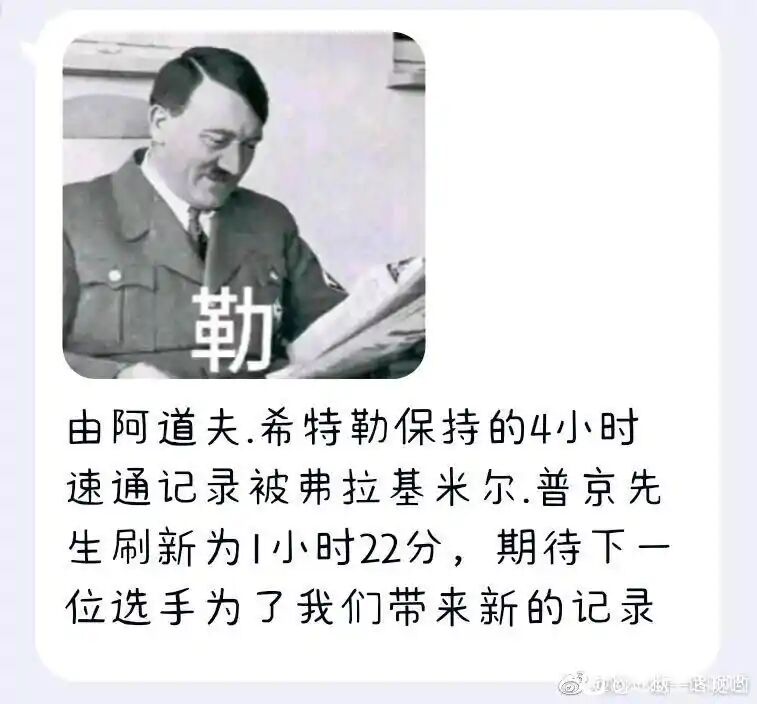 勒
由阿道夫.希特勒保持的4小时
速通记录被弗拉基米尔.普京先
生刷新为1小时22分，期待下一
位选手为了我们带来新的记录